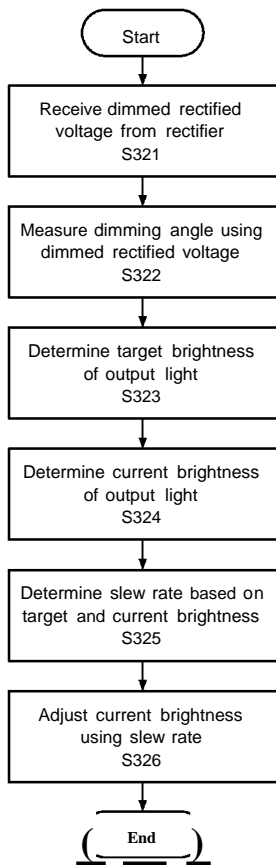 Start
Receive dimmed rectified
voltage from rectifier
S321
Measure dimming angle using
dimmed rectified voltage
S322
Determine target brightness
of output light
S323
Determine current brightness
of output light
S324
Determine slew rate based on
target and current brightness
S325
Adjust current brightness
using slew rate
S326
End